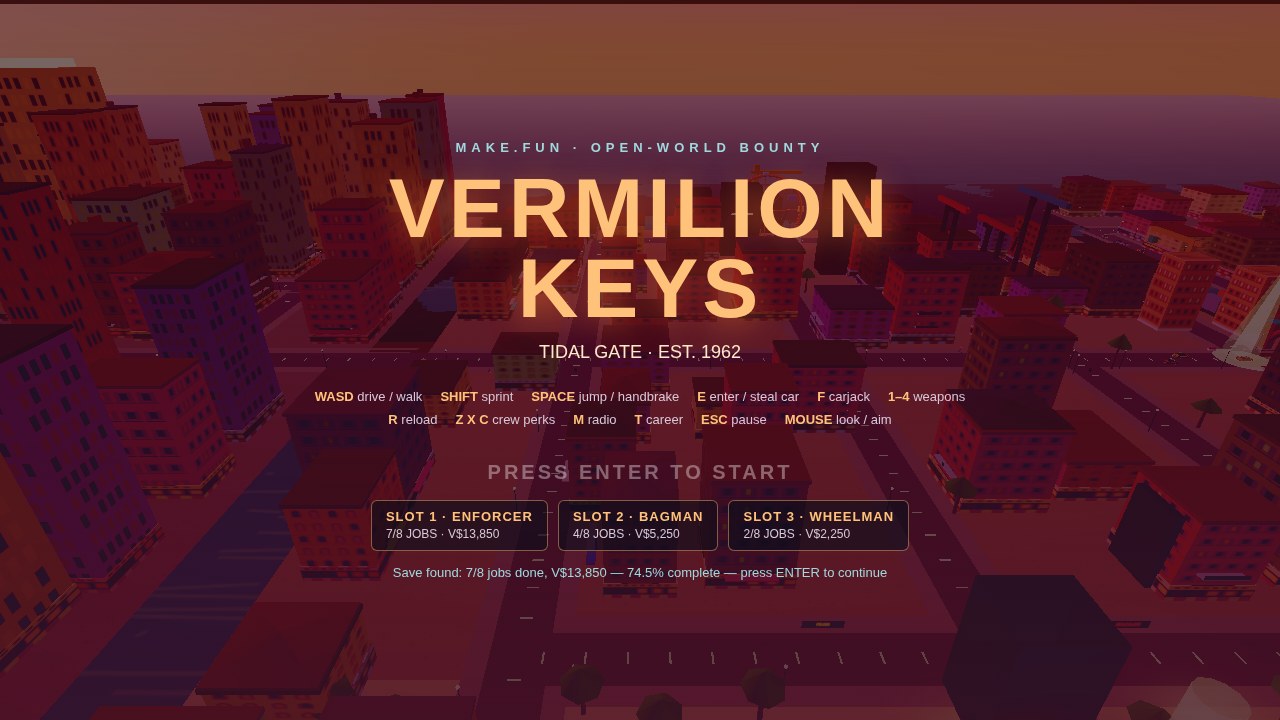 MAKE.FUN · OPEN-WORLD BOUNTY
VERMILION
KEYS
TIDAL GATE · EST. 1962
WASD drive / walk SHIFT sprint SPACE jump / handbrake E enter / steal car F carjack 1–4 weapons
R reload Z X C crew perks M radio T career ESC pause MOUSE look / aim
PRESS ENTER TO START
SLOT 1 · ENFORCER
7/8 JOBS · V$13,850
SLOT 2 · BAGMAN
4/8 JOBS · V$5,250
SLOT 3 · WHEELMAN
2/8 JOBS · V$2,250
Save found: 7/8 jobs done, V$13,850 — 74.5% complete — press ENTER to continue